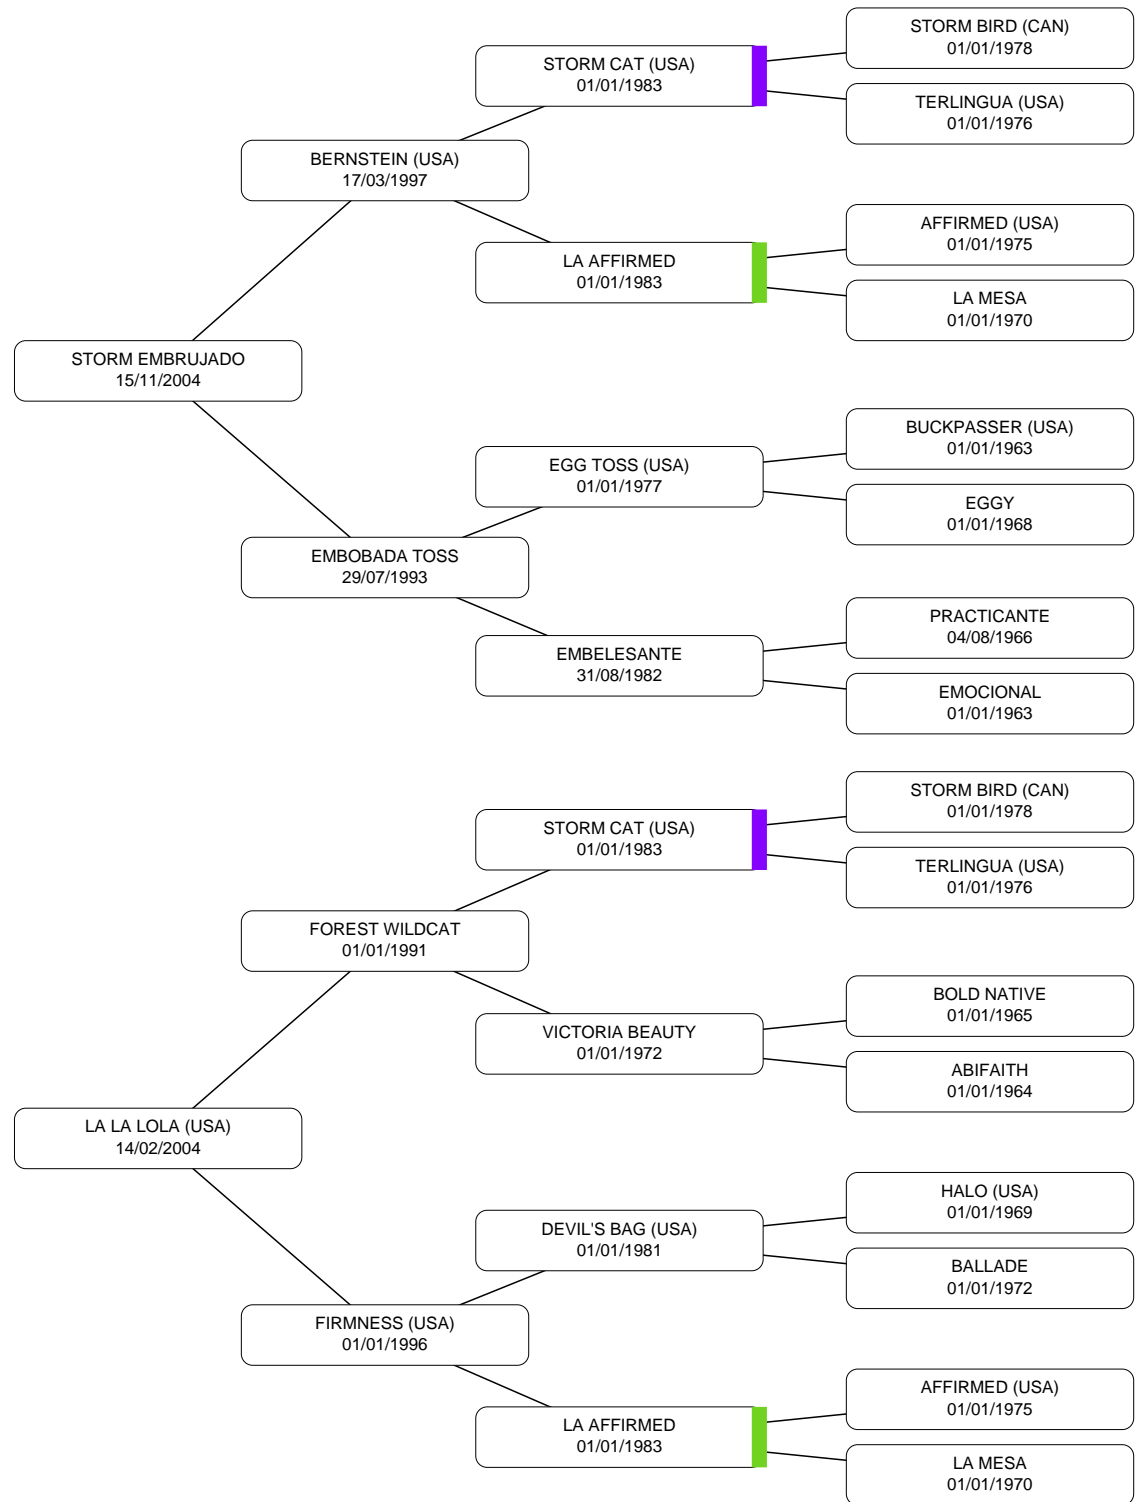 STORM BIRD (CAN)
01/01/1978
STORM CAT (USA)
01/01/1983
TERLINGUA (USA)
01/01/1976
BERNSTEIN (USA)
17/03/1997
AFFIRMED (USA)
01/01/1975
LA AFFIRMED
01/01/1983
LA MESA
01/01/1970
STORM EMBRUJADO
15/11/2004
BUCKPASSER (USA)
01/01/1963
EGG TOSS (USA)
01/01/1977
EGGY
01/01/1968
EMBOBADA TOSS
29/07/1993
PRACTICANTE
04/08/1966
EMBELESANTE
31/08/1982
EMOCIONAL
01/01/1963
STORM BIRD (CAN)
01/01/1978
STORM CAT (USA)
01/01/1983
TERLINGUA (USA)
01/01/1976
FOREST WILDCAT
01/01/1991
BOLD NATIVE
01/01/1965
VICTORIA BEAUTY
01/01/1972
ABIFAITH
01/01/1964
LA LA LOLA (USA)
14/02/2004
HALO (USA)
01/01/1969
DEVIL'S BAG (USA)
01/01/1981
BALLADE
01/01/1972
FIRMNESS (USA)
01/01/1996
AFFIRMED (USA)
01/01/1975
LA AFFIRMED
01/01/1983
LA MESA
01/01/1970